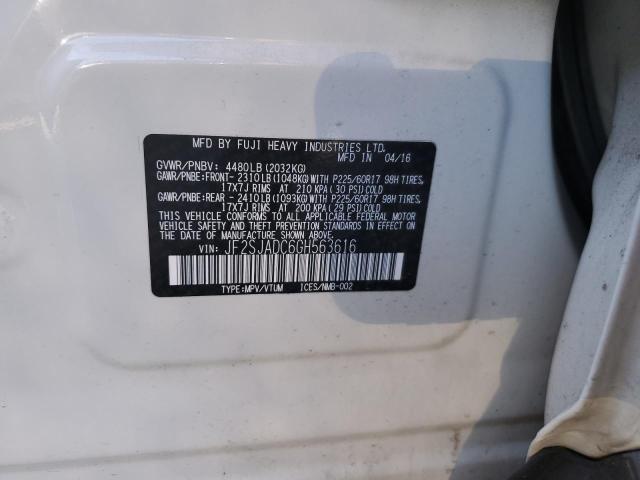 MFD BY FUJI HEAVY INDUSTRIES LTD.
MFD IN 04/16
GVWR/PNBV: 4480LB (2032KG)
GAWR/PNBE:FRONT- 2310LB (1048KG) WITH P225/60R17 98H TIRES,
17X7J RIMS AT 210 KPA (30 PSI) COLD
GAWR/PNBE:REAR - 2410LB (1093KG) WITH P225/60R17 98H TIRES,
17X7J RIMS AT 200 KPA (29 PSI) COLD
THIS VEHICLE CONFORMS TO ALL APPLICABLE FEDERAL MOTOR
VEHICLE SAFETY STANDARDS IN EFFECT ON THE DATE OF
MANUFACTURE SHOWN ABOVE.
VIN: JF2SJADC6GH563616
TYPE:MPV/VTUM ICES/NMB-002